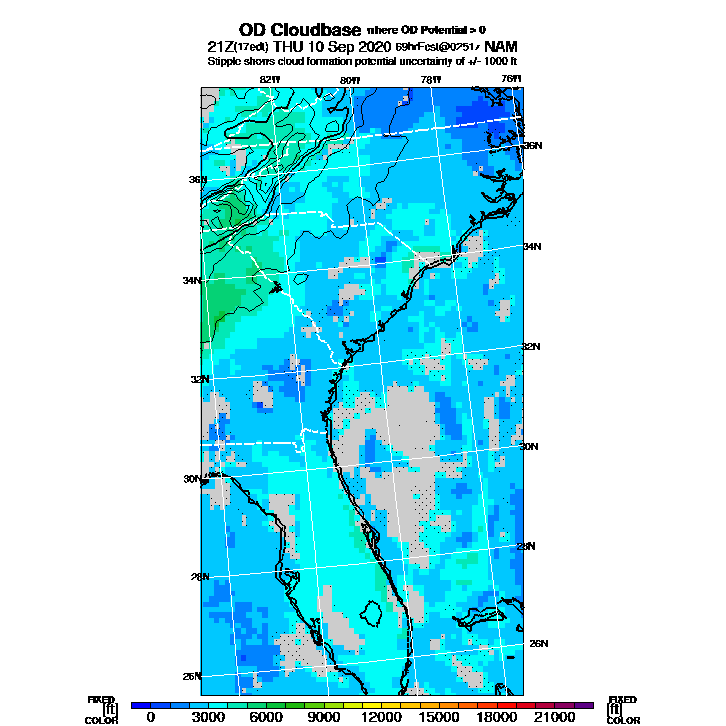 OD Cloudbase where OD Potential > 0
21Z(17edt) THU 10 Sep 2020 69hrFcst@0251z NAM
Stipple shows cloud formation potential uncertainty of +/- 1000 ft
82W 80W 78W 76W
36N
36N
34N
34N
32N
32N
30N
30N
28N
28N
26N
26N
FIXED FIXED
[ft] [ft]
COLOR 0 3000 6000 9000 12000 15000 18000 21000 COLOR